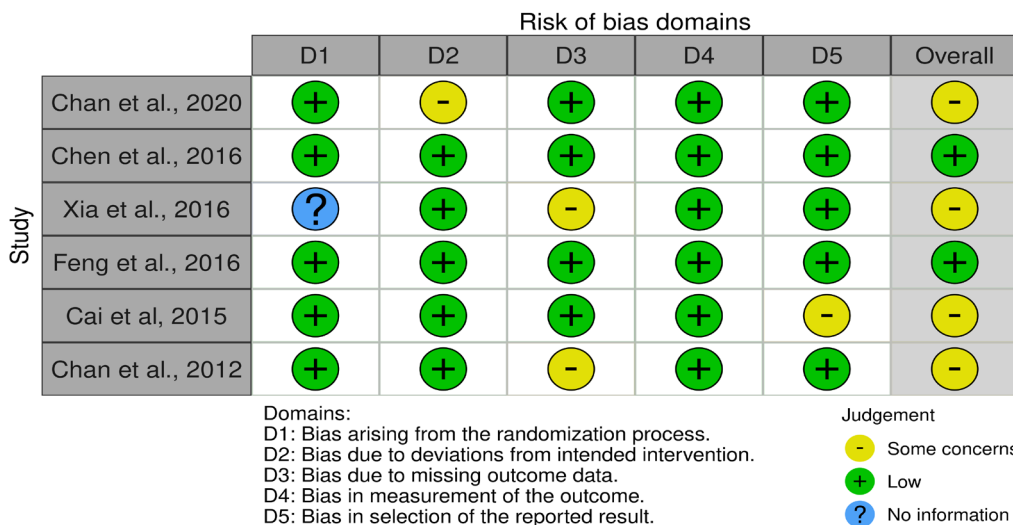 Risk of bias domains
D1 D2 D3 D4 D5 Overall
Study
Chan et al., 2020 + - + + + -
Chen et al., 2016 + + + + + +
Xia et al., 2016 ? + - + + -
Feng et al., 2016 + + + + + +
Cai et al, 2015 + + + + - -
Chan et al., 2012 + + - + + -
Domains:
D1: Bias arising from the randomization process.
D2: Bias due to deviations from intended intervention.
D3: Bias due to missing outcome data.
D4: Bias in measurement of the outcome.
D5: Bias in selection of the reported result.
Judgement
- Some concerns
+ Low
? No information